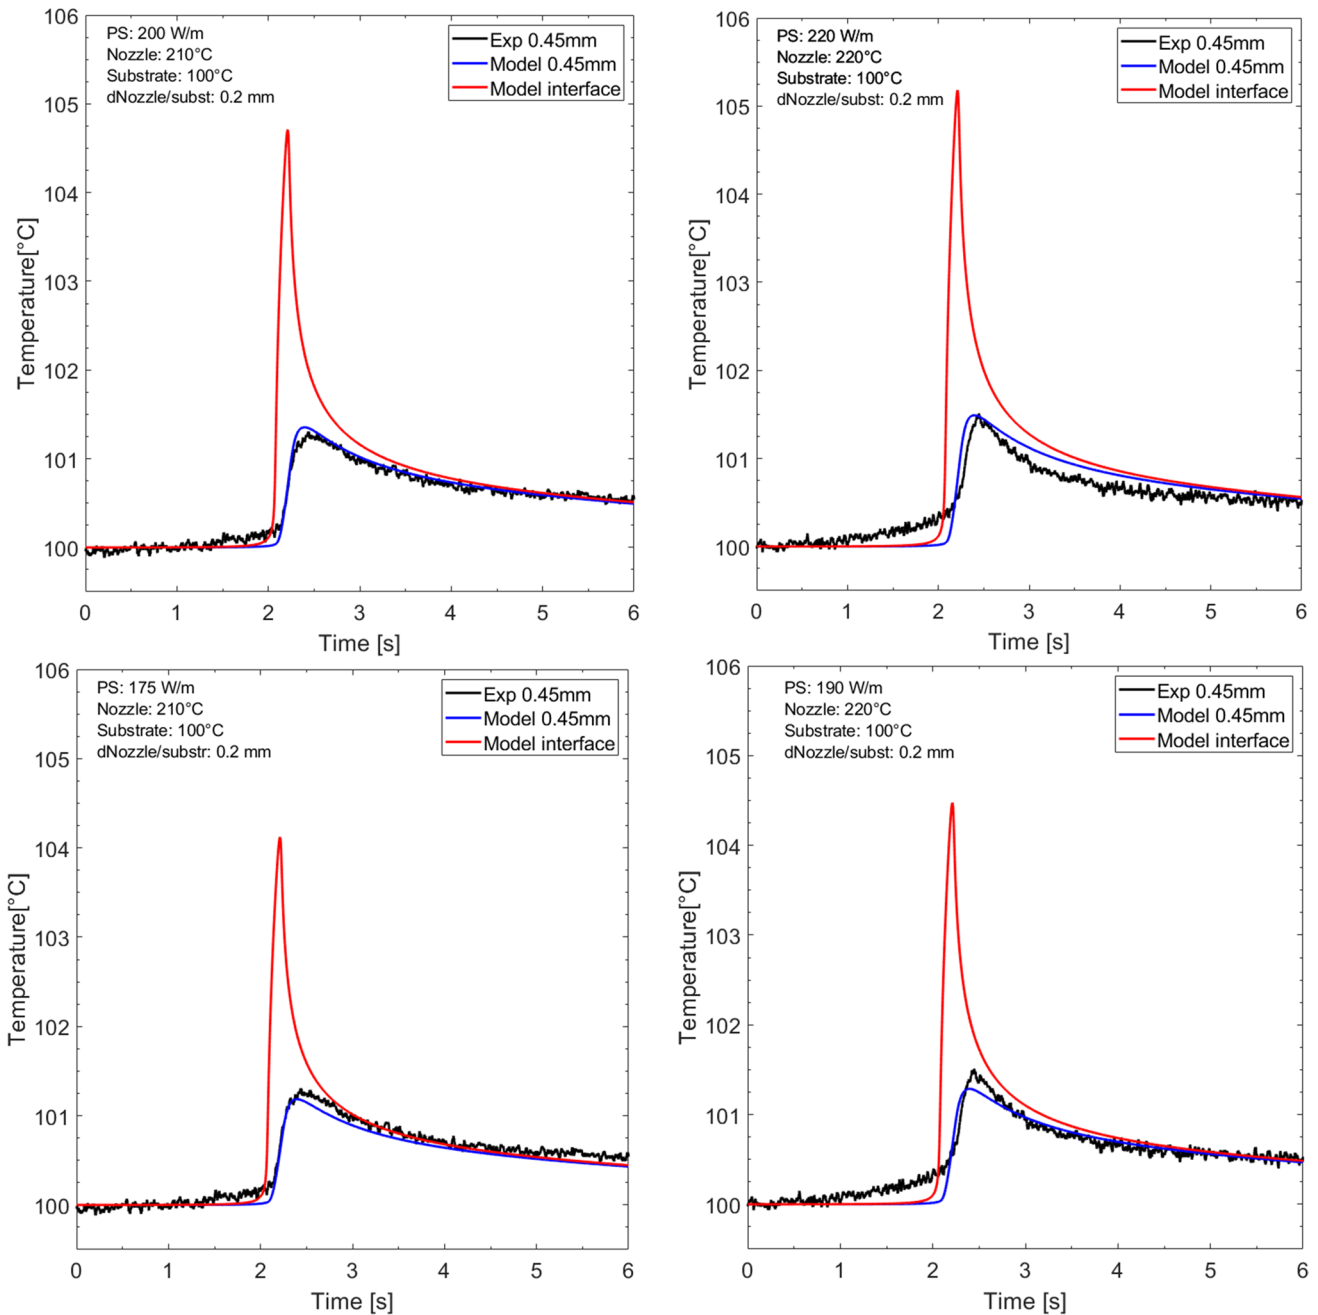 106
105
104
103
102
101
100
Temperature[°C]
PS: 200 W/m
Nozzle: 210°C
Substrate: 100°C
dNozzle/subst: 0.2 mm
Exp 0.45mm
Model 0.45mm
Model interface
0 1 2 3 4 5 6
Time [s]
106
105
104
103
102
101
100
Temperature[°C]
PS: 220 W/m
Nozzle: 220°C
Substrate: 100°C
dNozzle/subst: 0.2 mm
Exp 0.45mm
Model 0.45mm
Model interface
0 1 2 3 4 5 6
Time [s]
106
105
104
103
102
101
100
Temperature[°C]
PS: 175 W/m
Nozzle: 210°C
Substrate: 100°C
dNozzle/substr: 0.2 mm
Exp 0.45mm
Model 0.45mm
Model interface
0 1 2 3 4 5 6
Time [s]
106
105
104
103
102
101
100
Temperature[°C]
PS: 190 W/m
Nozzle: 220°C
Substrate: 100°C
dNozzle/subst: 0.2 mm
Exp 0.45mm
Model 0.45mm
Model interface
0 1 2 3 4 5 6
Time [s]